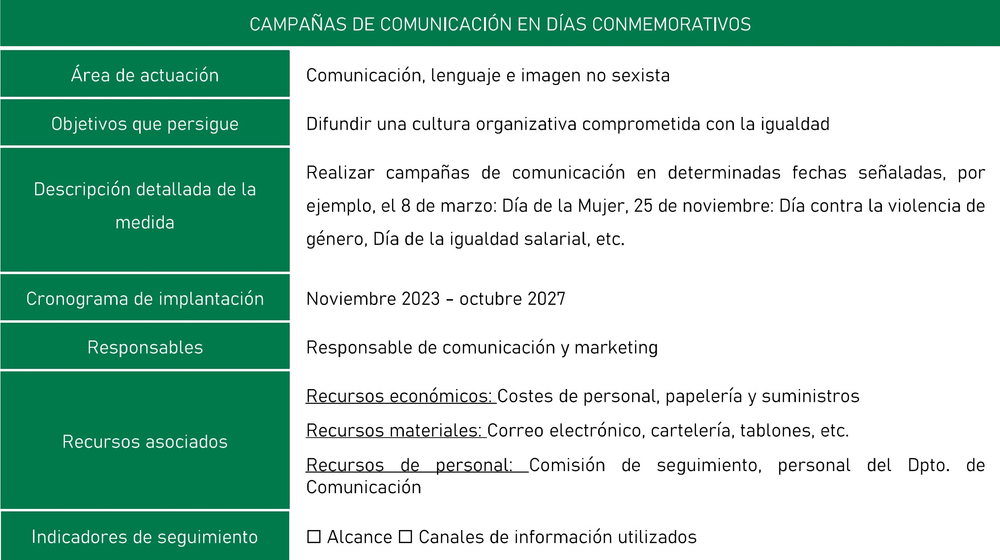 CAMPAÑAS DE COMUNICACIÓN EN DÍAS CONMEMORATIVOS
Área de actuación
Comunicación, lenguaje e imagen no sexista
Objetivos que persigue
Difundir una cultura organizativa comprometida con la igualdad
Descripción detallada de la
medida
Realizar campañas de comunicación en determinadas fechas señaladas, por
ejemplo, el 8 de marzo: Día de la Mujer, 25 de noviembre: Día contra la violencia de
género, Día de la igualdad salarial, etc.
Cronograma de implantación
Noviembre 2023 – octubre 2027
Responsables
Responsable de comunicación y marketing
Recursos asociados
Recursos económicos: Costes de personal, papelería y suministros
Recursos materiales: Correo electrónico, cartelería, tablones, etc.
Recursos de personal: Comisión de seguimiento, personal del Dpto. de
Comunicación
Indicadores de seguimiento
☐ Alcance ☐ Canales de información utilizados